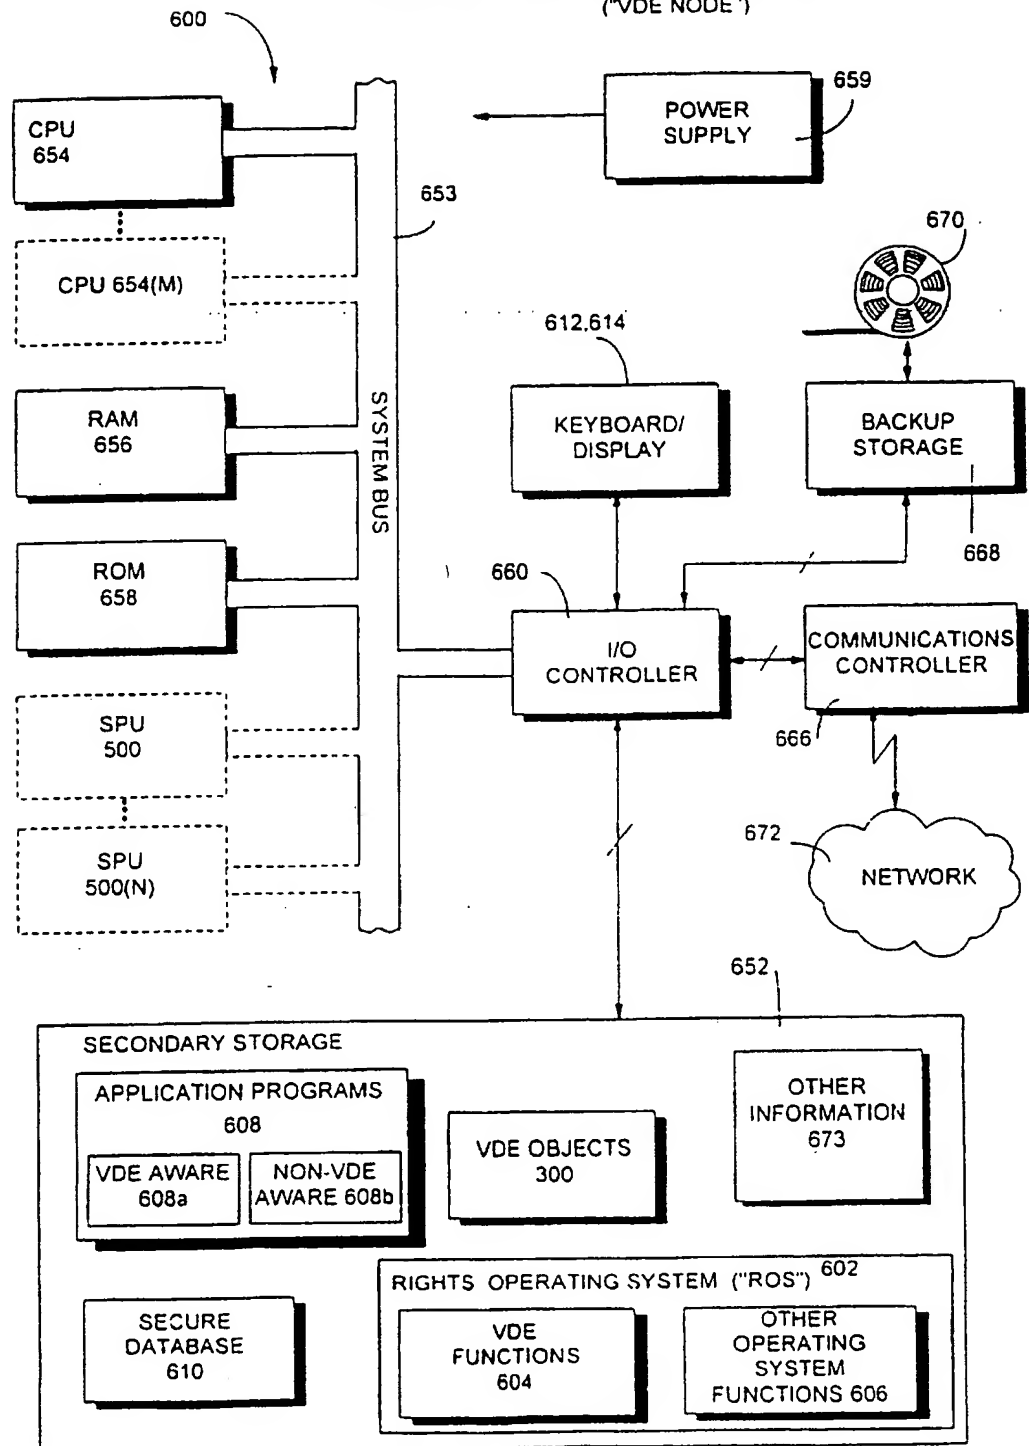 ("VDE NODE")
600
CPU
654
POWER
SUPPLY
659
653
670
CPU 654(M)
612,614
RAM
656
SYSTEM BUS
KEYBOARD/
DISPLAY
BACKUP
STORAGE
668
ROM
658
660
I/O
CONTROLLER
COMMUNICATIONS
CONTROLLER
666
SPU
500
672
NETWORK
SPU
500(N)
652
SECONDARY STORAGE
APPLICATION PROGRAMS
608
VDE AWARE
608a
NON-VDE
AWARE 608b
VDE OBJECTS
300
OTHER
INFORMATION
673
RIGHTS OPERATING SYSTEM ("ROS") 602
SECURE
DATABASE
610
VDE
FUNCTIONS
604
OTHER
OPERATING
SYSTEM
FUNCTIONS 606